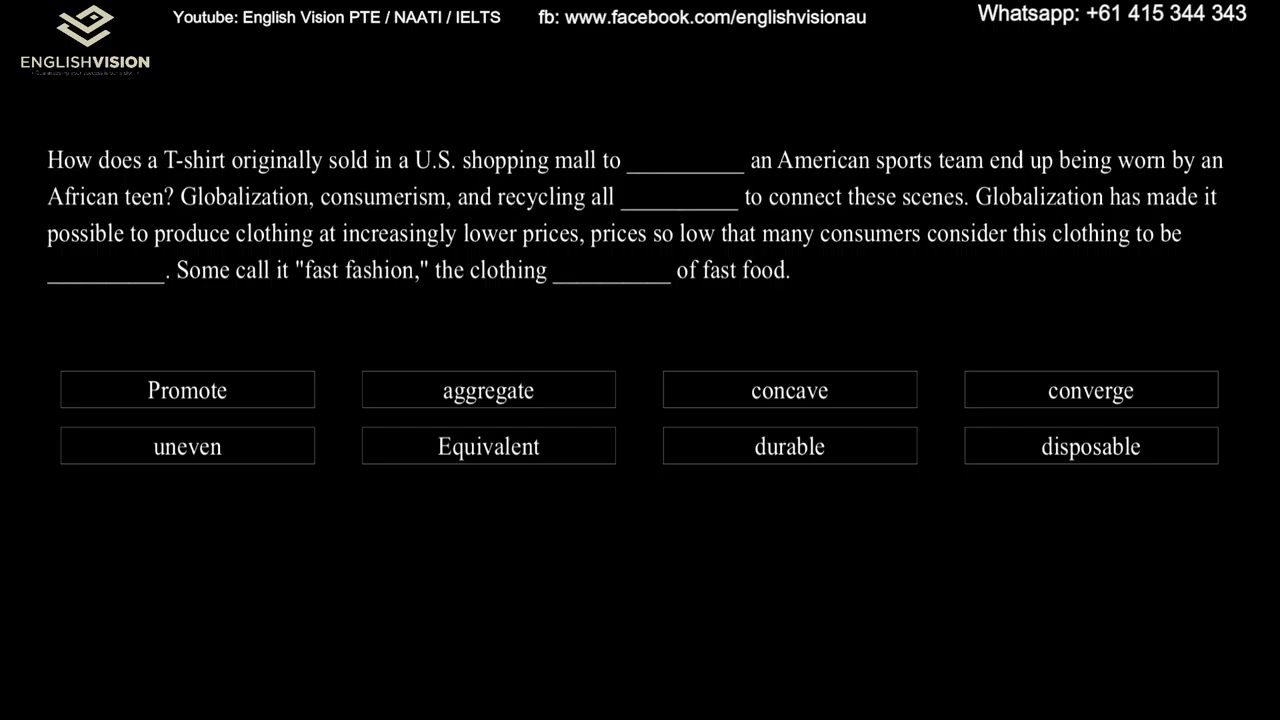 Youtube: English Vision PTE / NAATI / IELTS fb: www.facebook.com/englishvisionau Whatsapp: +61 415 344 343
ENGLISHVISION
How does a T-shirt originally sold in a U.S. shopping mall to __________ an American sports team end up being worn by an
African teen? Globalization, consumerism, and recycling all __________ to connect these scenes. Globalization has made it
possible to produce clothing at increasingly lower prices, prices so low that many consumers consider this clothing to be
__________. Some call it "fast fashion," the clothing __________ of fast food.
Promote aggregate concave converge
uneven Equivalent durable disposable